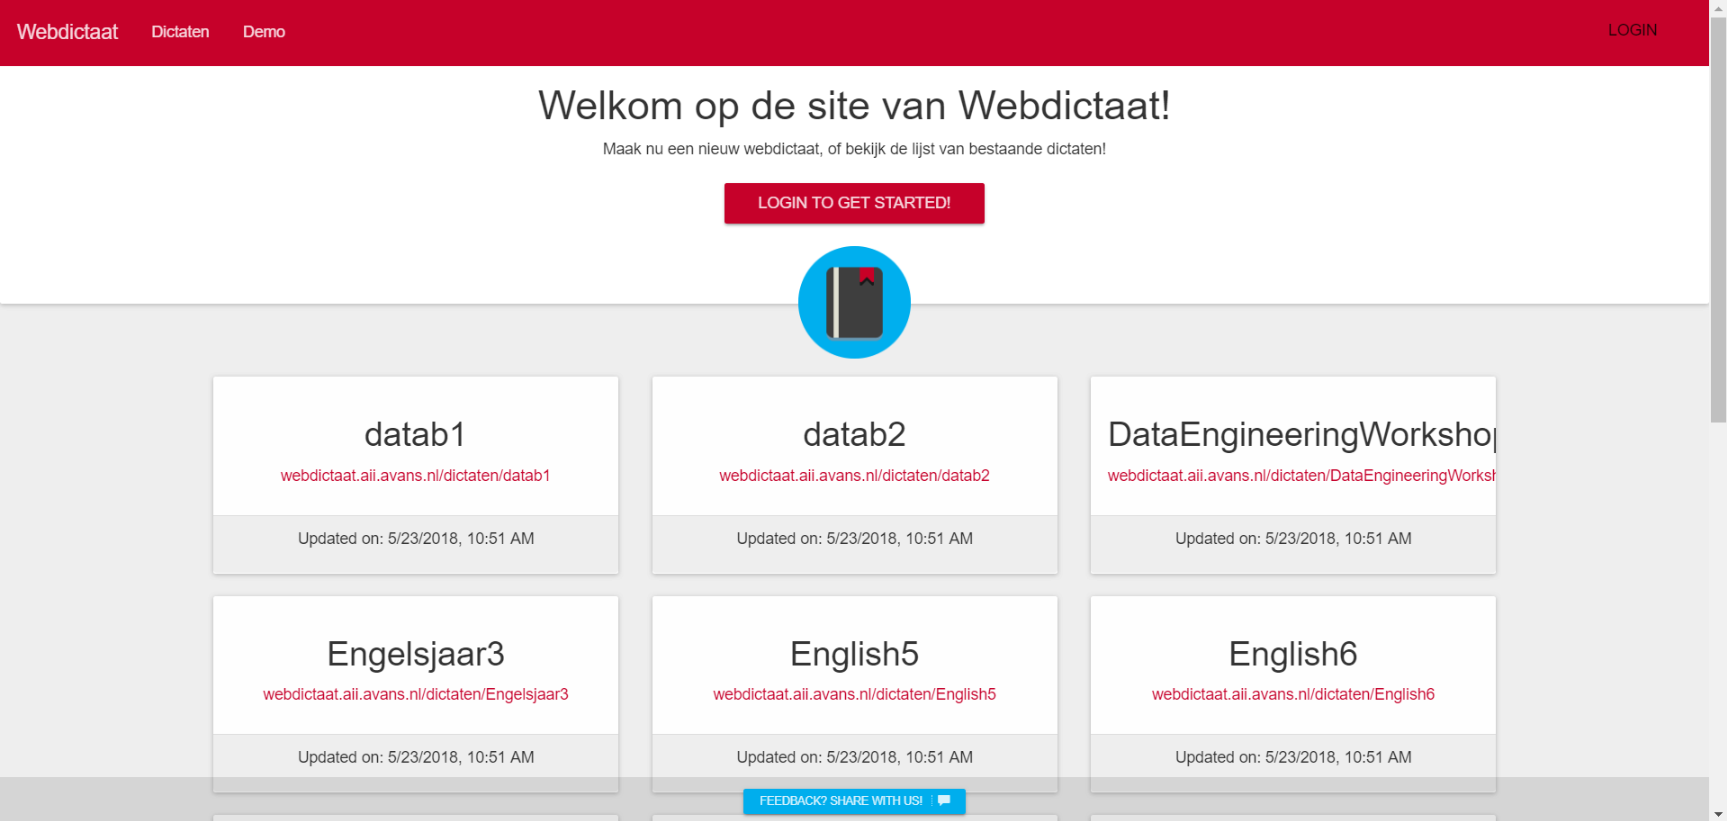 Webdictaat Dictaten Demo LOGIN
Welkom op de site van Webdictaat!
Maak nu een nieuw webdictaat, of bekijk de lijst van bestaande dictaten!
LOGIN TO GET STARTED!
datab1
webdictaat.aii.avans.nl/dictaten/datab1
Updated on: 5/23/2018, 10:51 AM
datab2
webdictaat.aii.avans.nl/dictaten/datab2
Updated on: 5/23/2018, 10:51 AM
DataEngineeringWorkshop
webdictaat.aii.avans.nl/dictaten/DataEngineeringWorksh
Updated on: 5/23/2018, 10:51 AM
Engelsjaar3
webdictaat.aii.avans.nl/dictaten/Engelsjaar3
Updated on: 5/23/2018, 10:51 AM
English5
webdictaat.aii.avans.nl/dictaten/English5
Updated on: 5/23/2018, 10:51 AM
English6
webdictaat.aii.avans.nl/dictaten/English6
Updated on: 5/23/2018, 10:51 AM
FEEDBACK? SHARE WITH US!